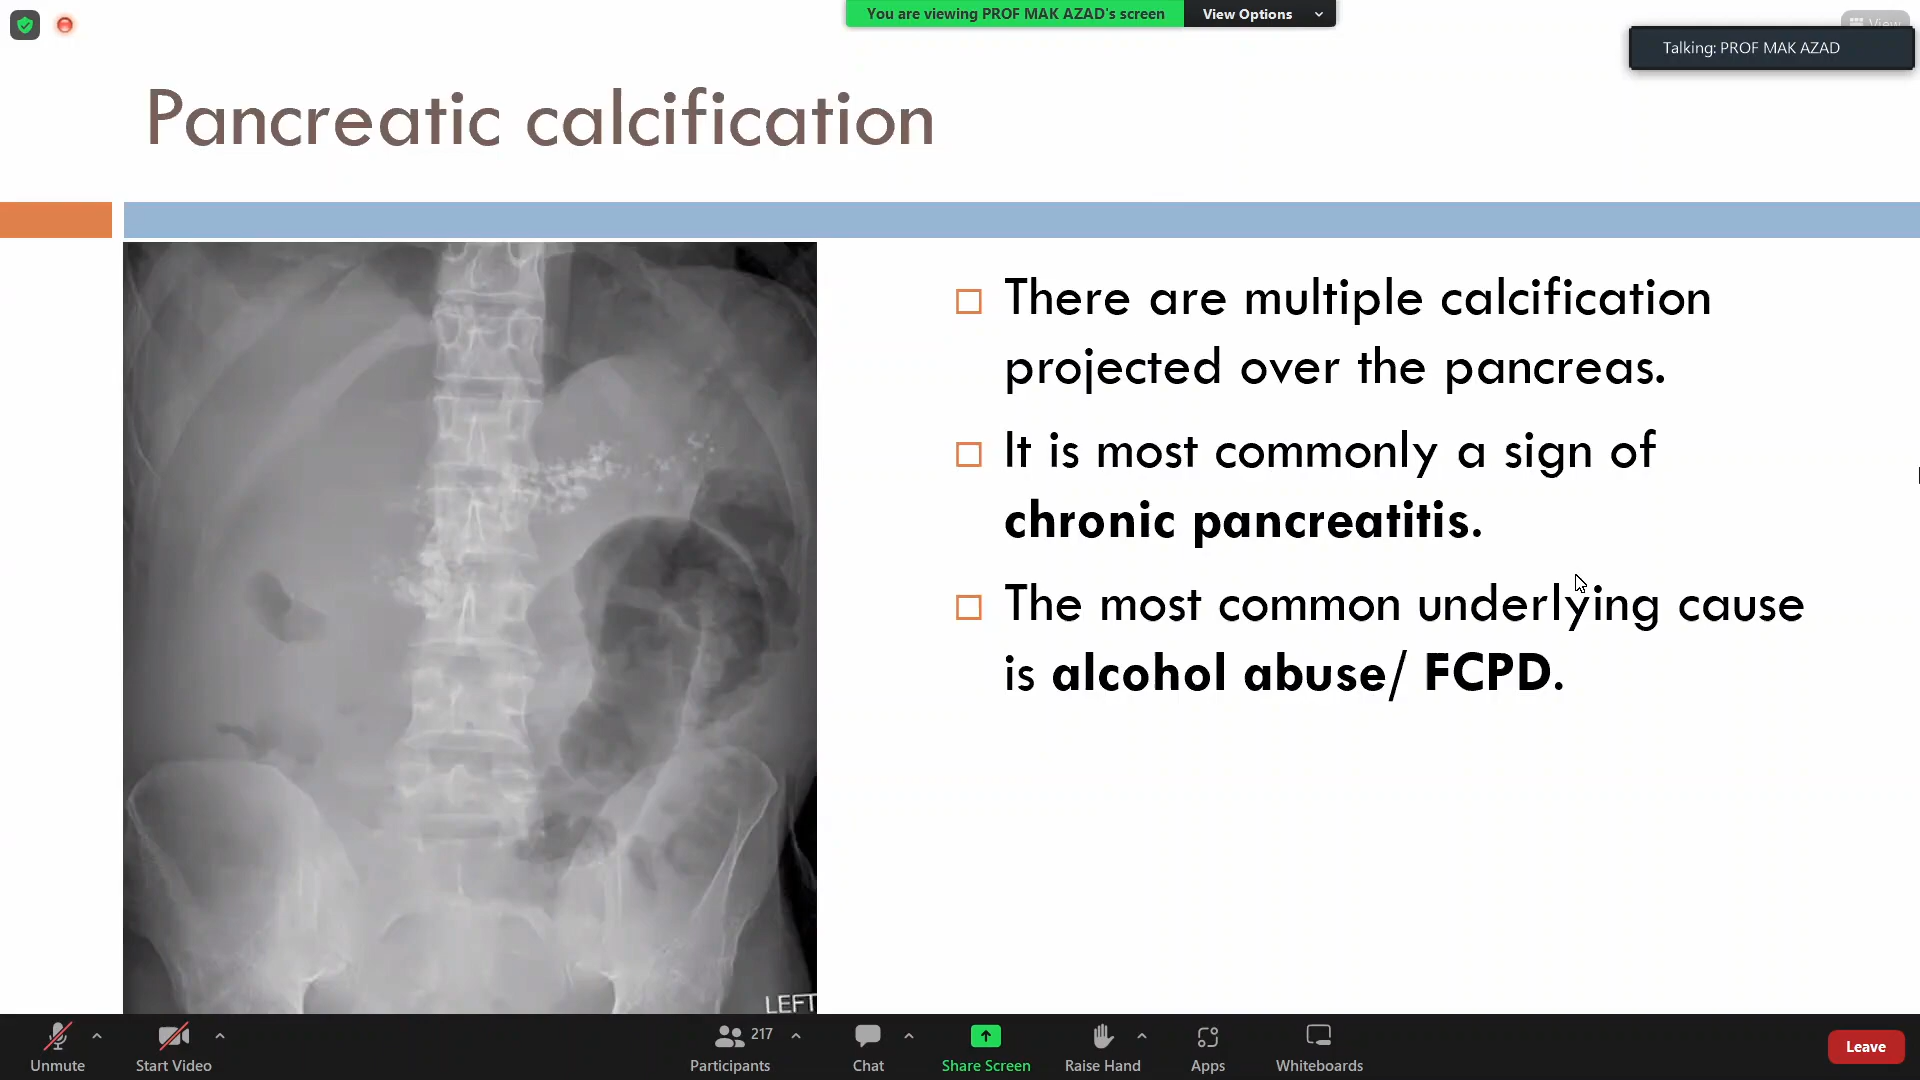 You are viewing PROF MAK AZAD's screen
View Options
View
Talking: PROF MAK AZAD
Pancreatic calcification
There are multiple calcification
projected over the pancreas.
It is most commonly a sign of
chronic pancreatitis.
The most common underlying cause
is alcohol abuse/ FCPD.
LEFT
Unmute
Start Video
217
Participants
Chat
Share Screen
Raise Hand
Apps
Whiteboards
Leave